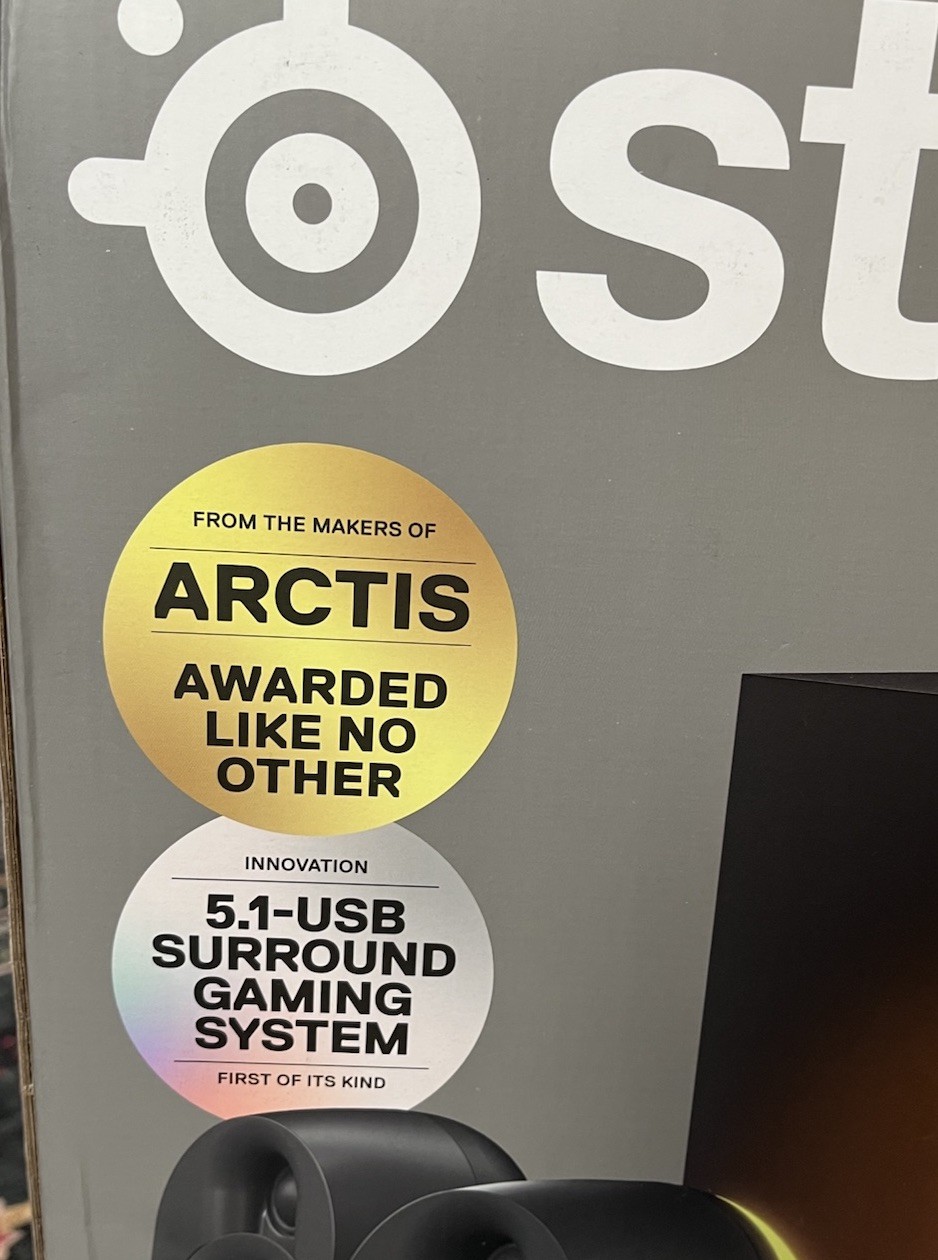 st
FROM THE MAKERS OF
ARCTIS
AWARDED
LIKE NO
OTHER
INNOVATION
5.1-USB
SURROUND
GAMING
SYSTEM
FIRST OF ITS KIND